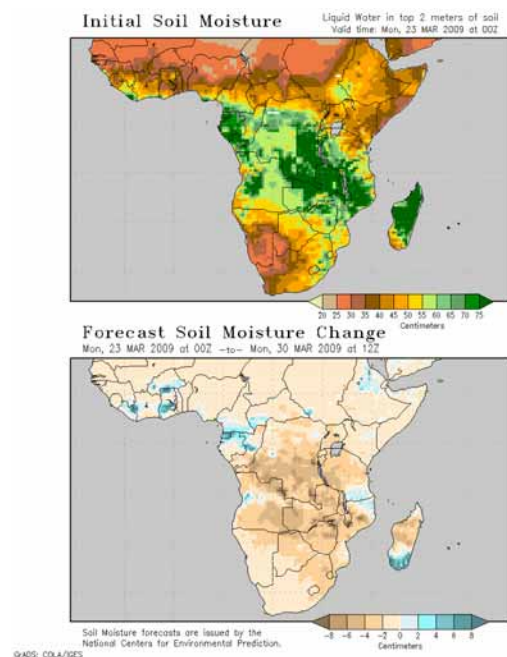 Initial Soil Moisture
Liquid Water in top 2 meters of soil
Valid time: Mon, 23 MAR 2009 at 00Z
20 25 30 35 40 45 50 55 60 65 70 75
Centimeters
Forecast Soil Moisture Change
Mon, 23 MAR 2009 at 00Z -to- Mon, 30 MAR 2009 at 12Z
Soil Moisture forecasts are issued by the
National Centers for Environmental Prediction.
-8 -6 -4 -2 0 2 4 6 8
Centimeters
GrADS: COLA/IGES